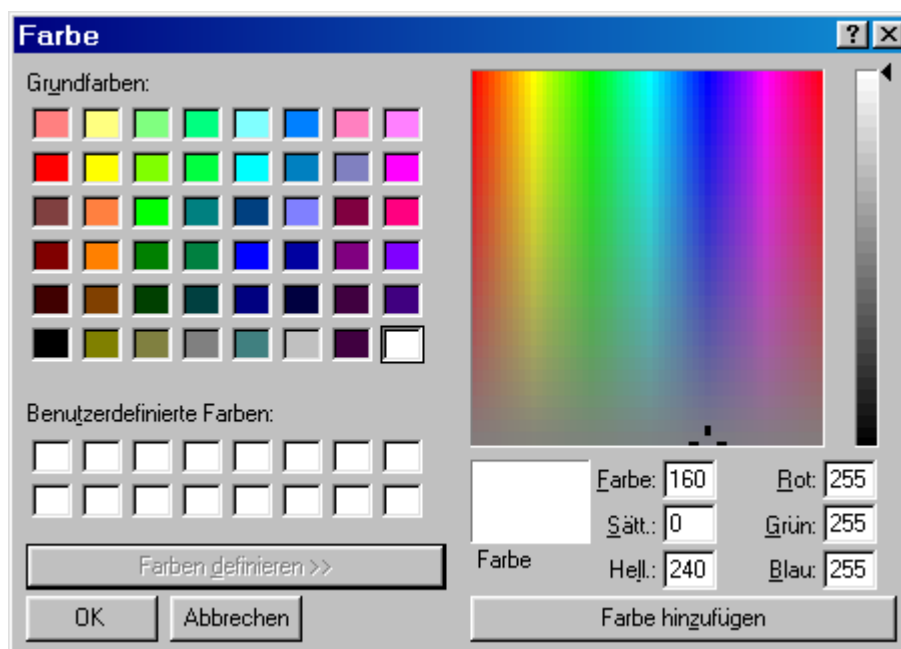 Farbe
Grundfarben:
Benutzerdefinierte Farben:
Farben definieren >>
OK Abbrechen
Farbe
Farbe: 160 Rot: 255
Sätt.: 0 Grün: 255
Hell.: 240 Blau: 255
Farbe hinzufügen